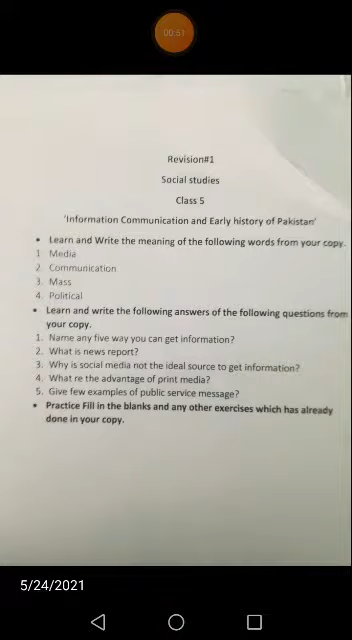 00:51
Revision#1
Social studies
Class 5
'Information Communication and Early history of Pakistan'
• Learn and Write the meaning of the following words from your copy.
1 Media
2. Communication
3. Mass
4. Political
• Learn and write the following answers of the following questions from
your copy.
1. Name any five way you can get information?
2. What is news report?
3. Why is social media not the ideal source to get information?
4. What re the advantage of print media?
5. Give few examples of public service message?
• Practice Fill in the blanks and any other exercises which has already
done in your copy.
5/24/2021